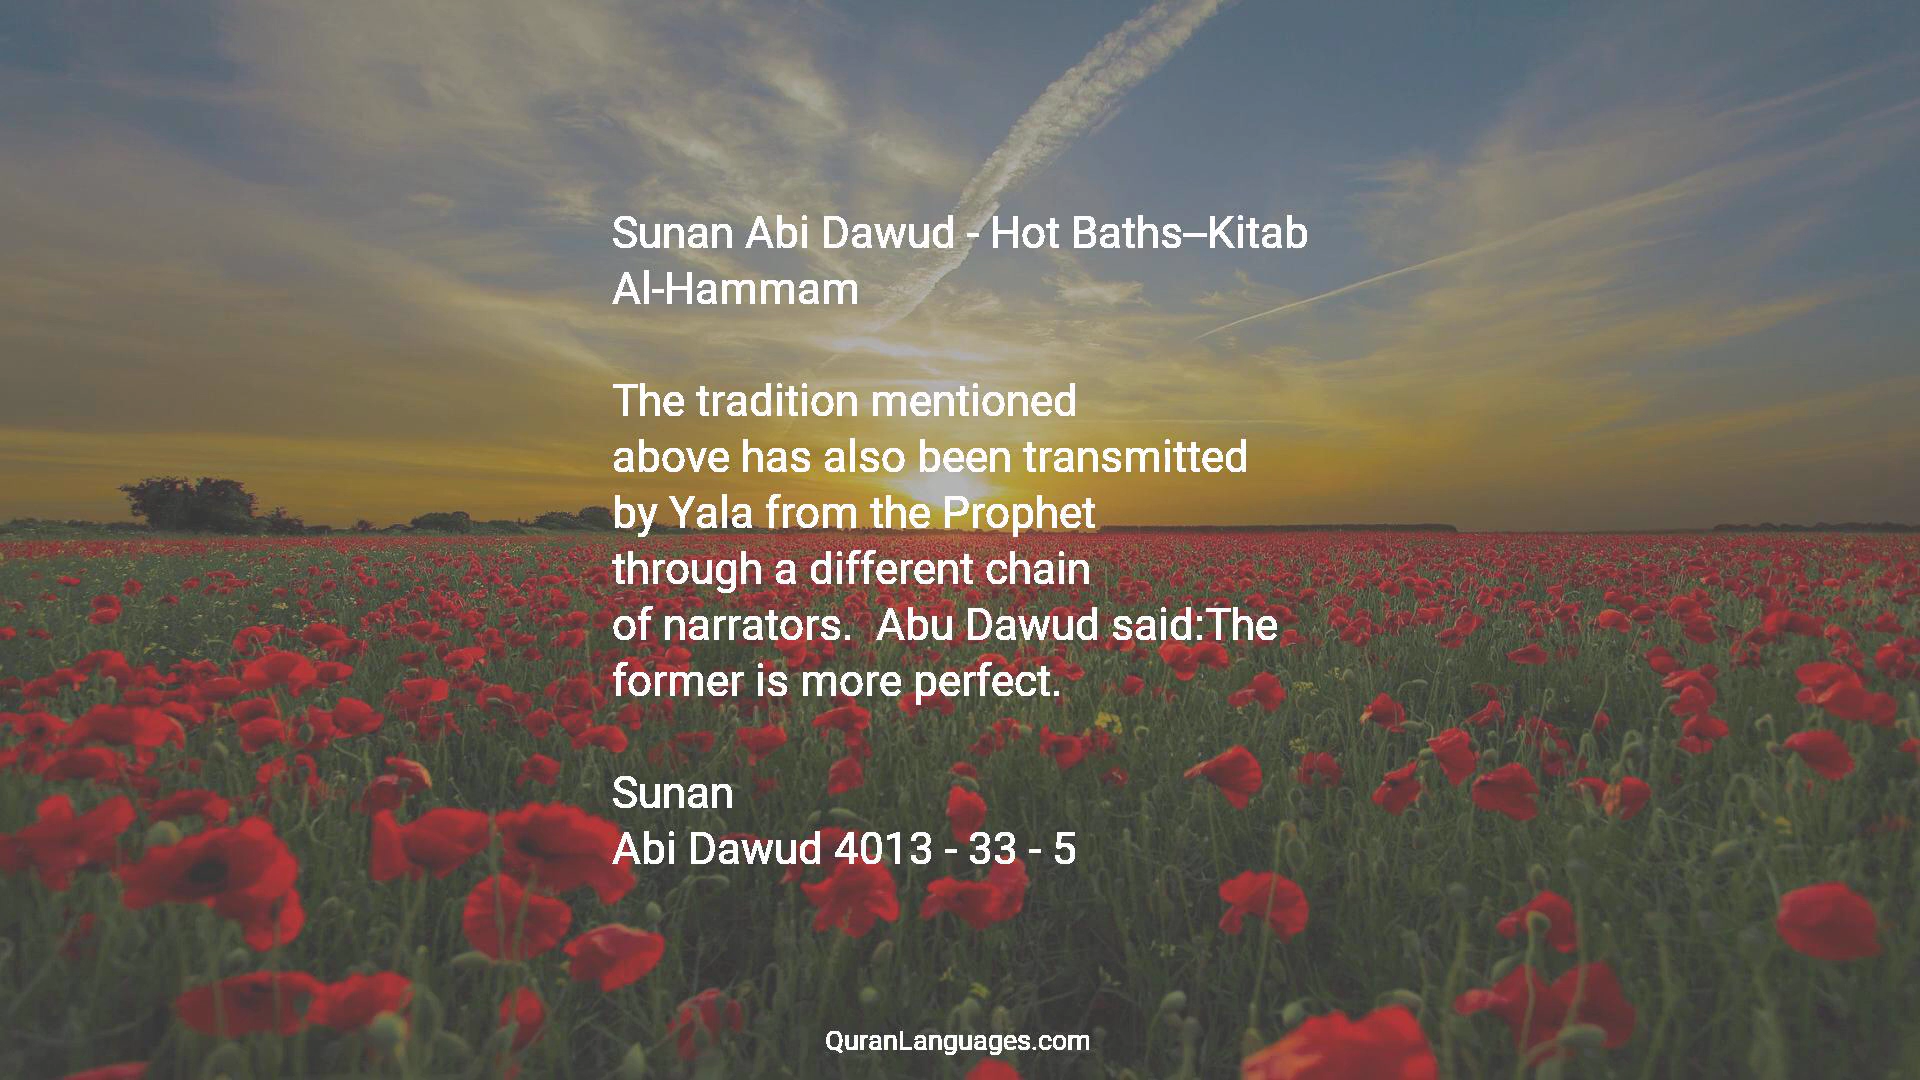 Sunan Abi Dawud - Hot Baths–Kitab
Al-Hammam
The tradition mentioned
above has also been transmitted
by Yala from the Prophet
through a different chain
of narrators.  Abu Dawud said:The
former is more perfect.
Sunan
Abi Dawud 4013 - 33 - 5
QuranLanguages.com